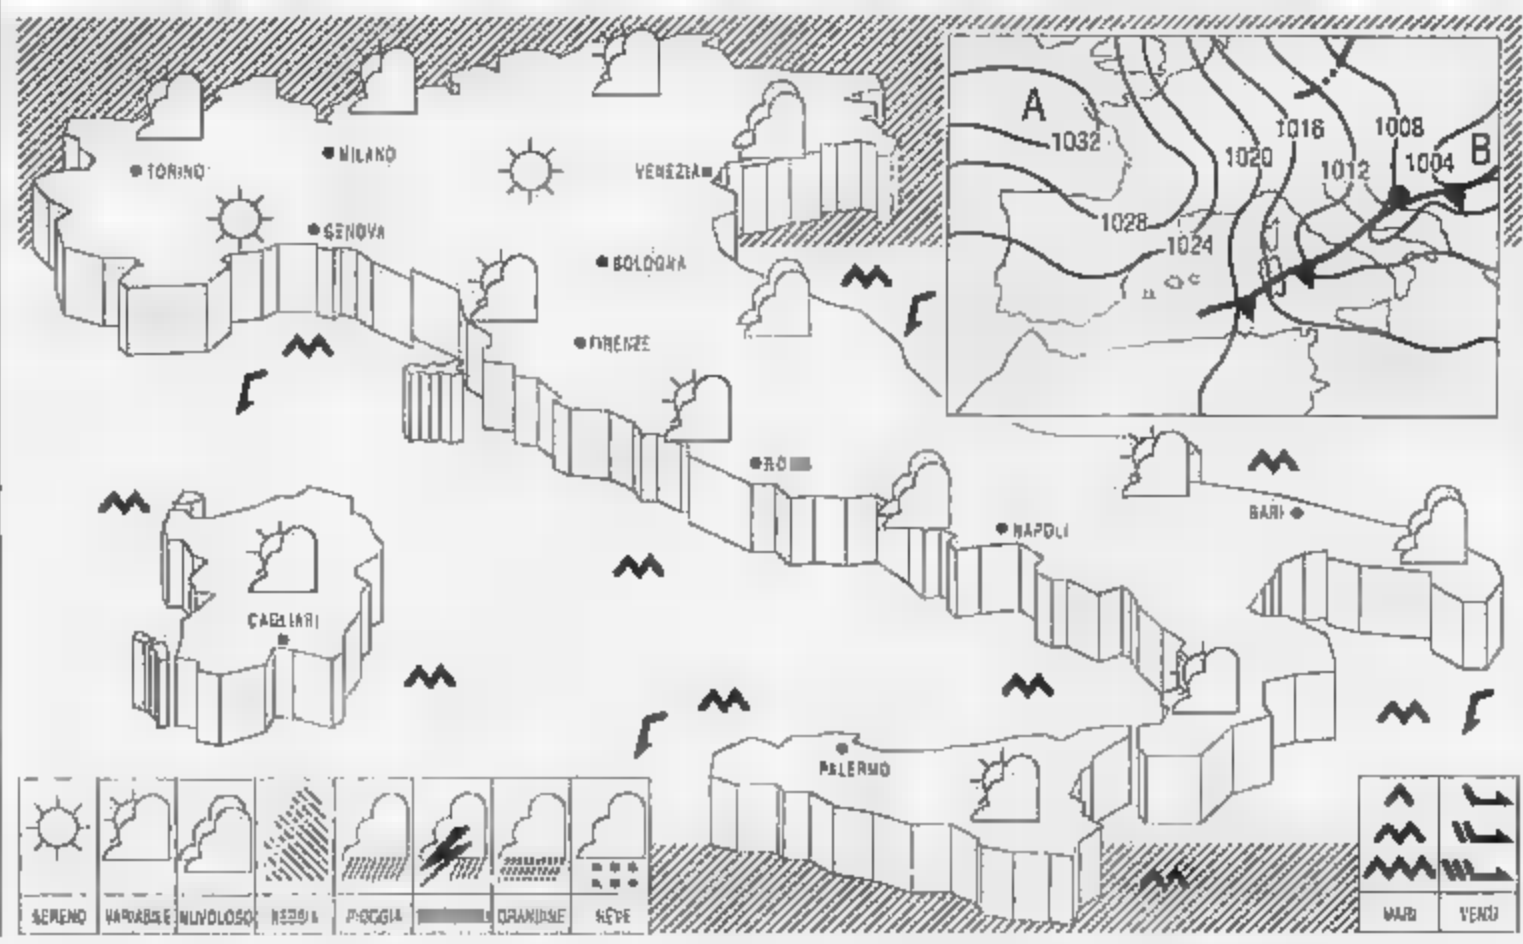 TORINO
MILANO
GENOVA
VENEZIA
BOLOGNA
FIRENZE
NAPOLI
BARI
CAGLIARI
PALERMO
A
1032
1028
1024
1020
1016
1012
1008
1004
B
SERENO
VARIABILE
NUVOLOSO
NEBBIA
PIOGGIA
GRANDINE
NEVE
MARI
VENTI